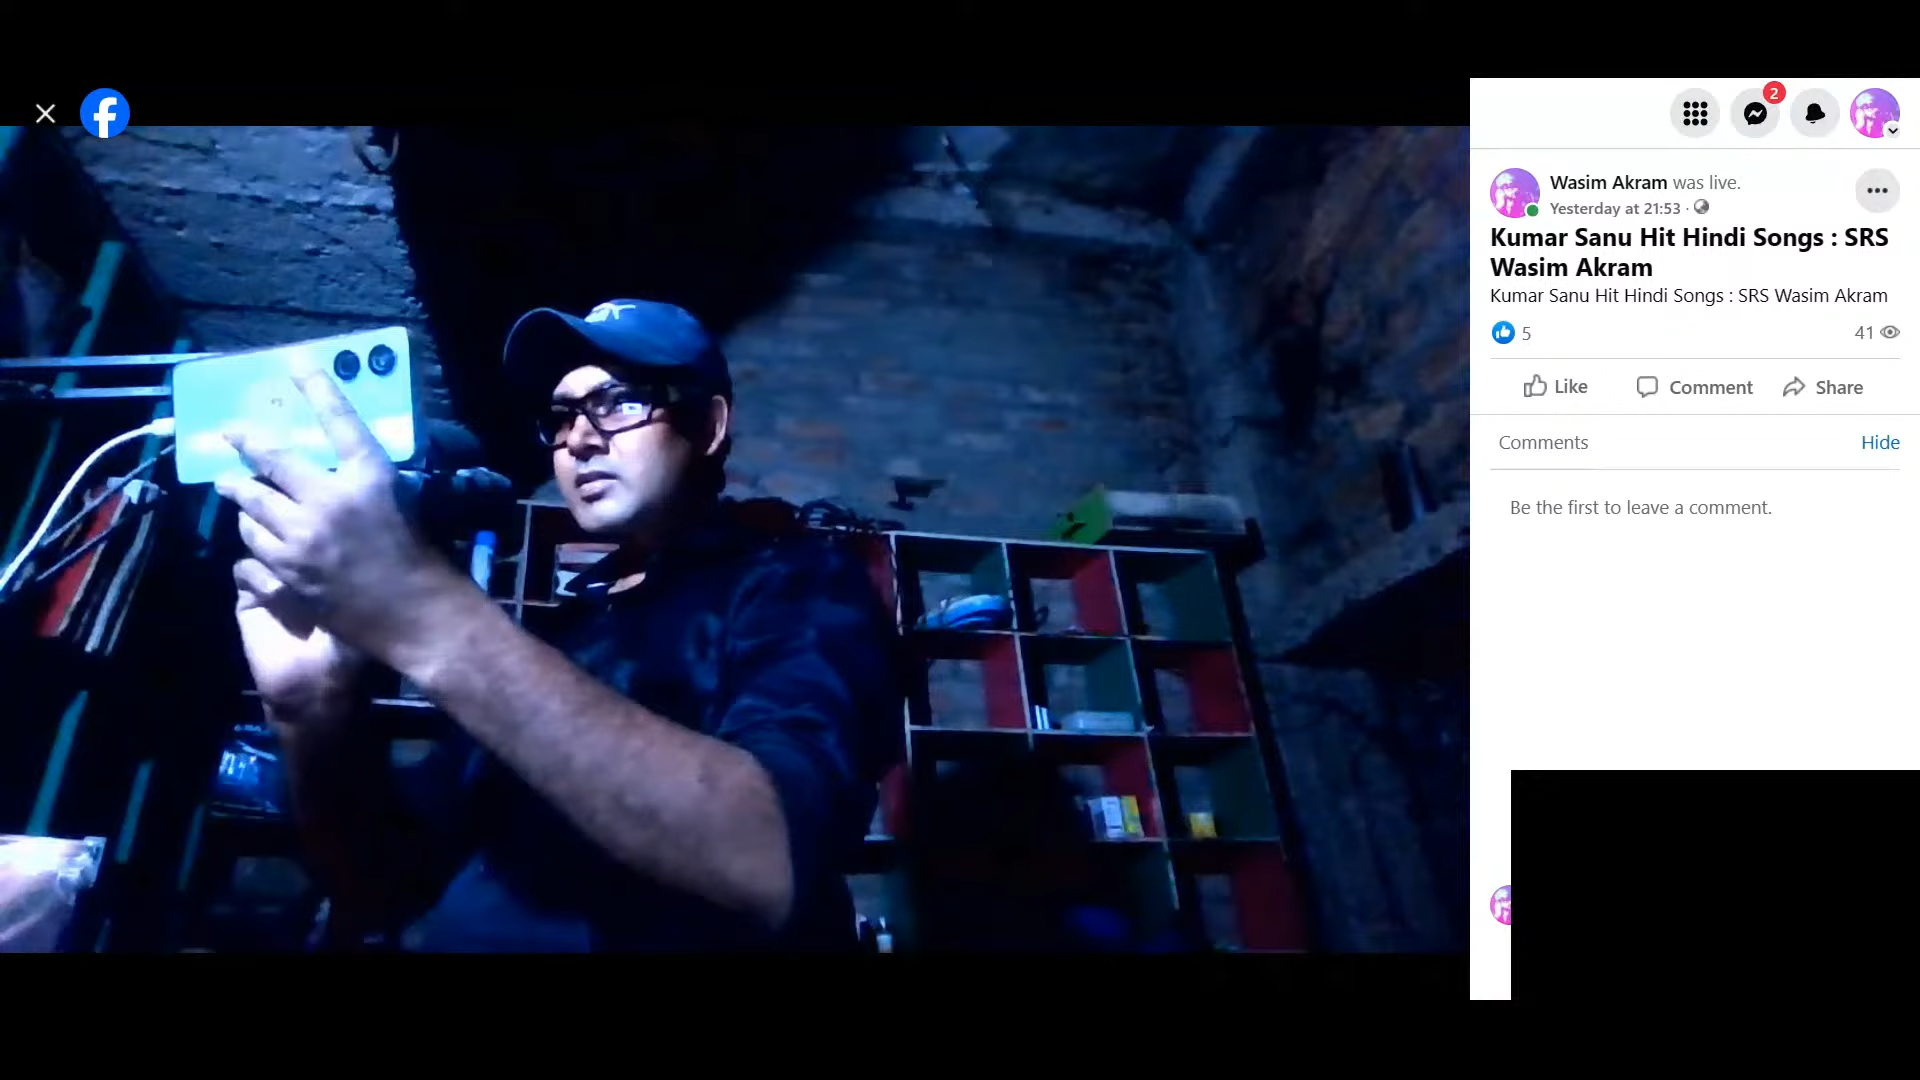 2
Wasim Akram was live.
Yesterday at 21:53 ·
Kumar Sanu Hit Hindi Songs : SRS
Wasim Akram
Kumar Sanu Hit Hindi Songs : SRS Wasim Akram
5
41
Like Comment Share
Comments Hide
Be the first to leave a comment.